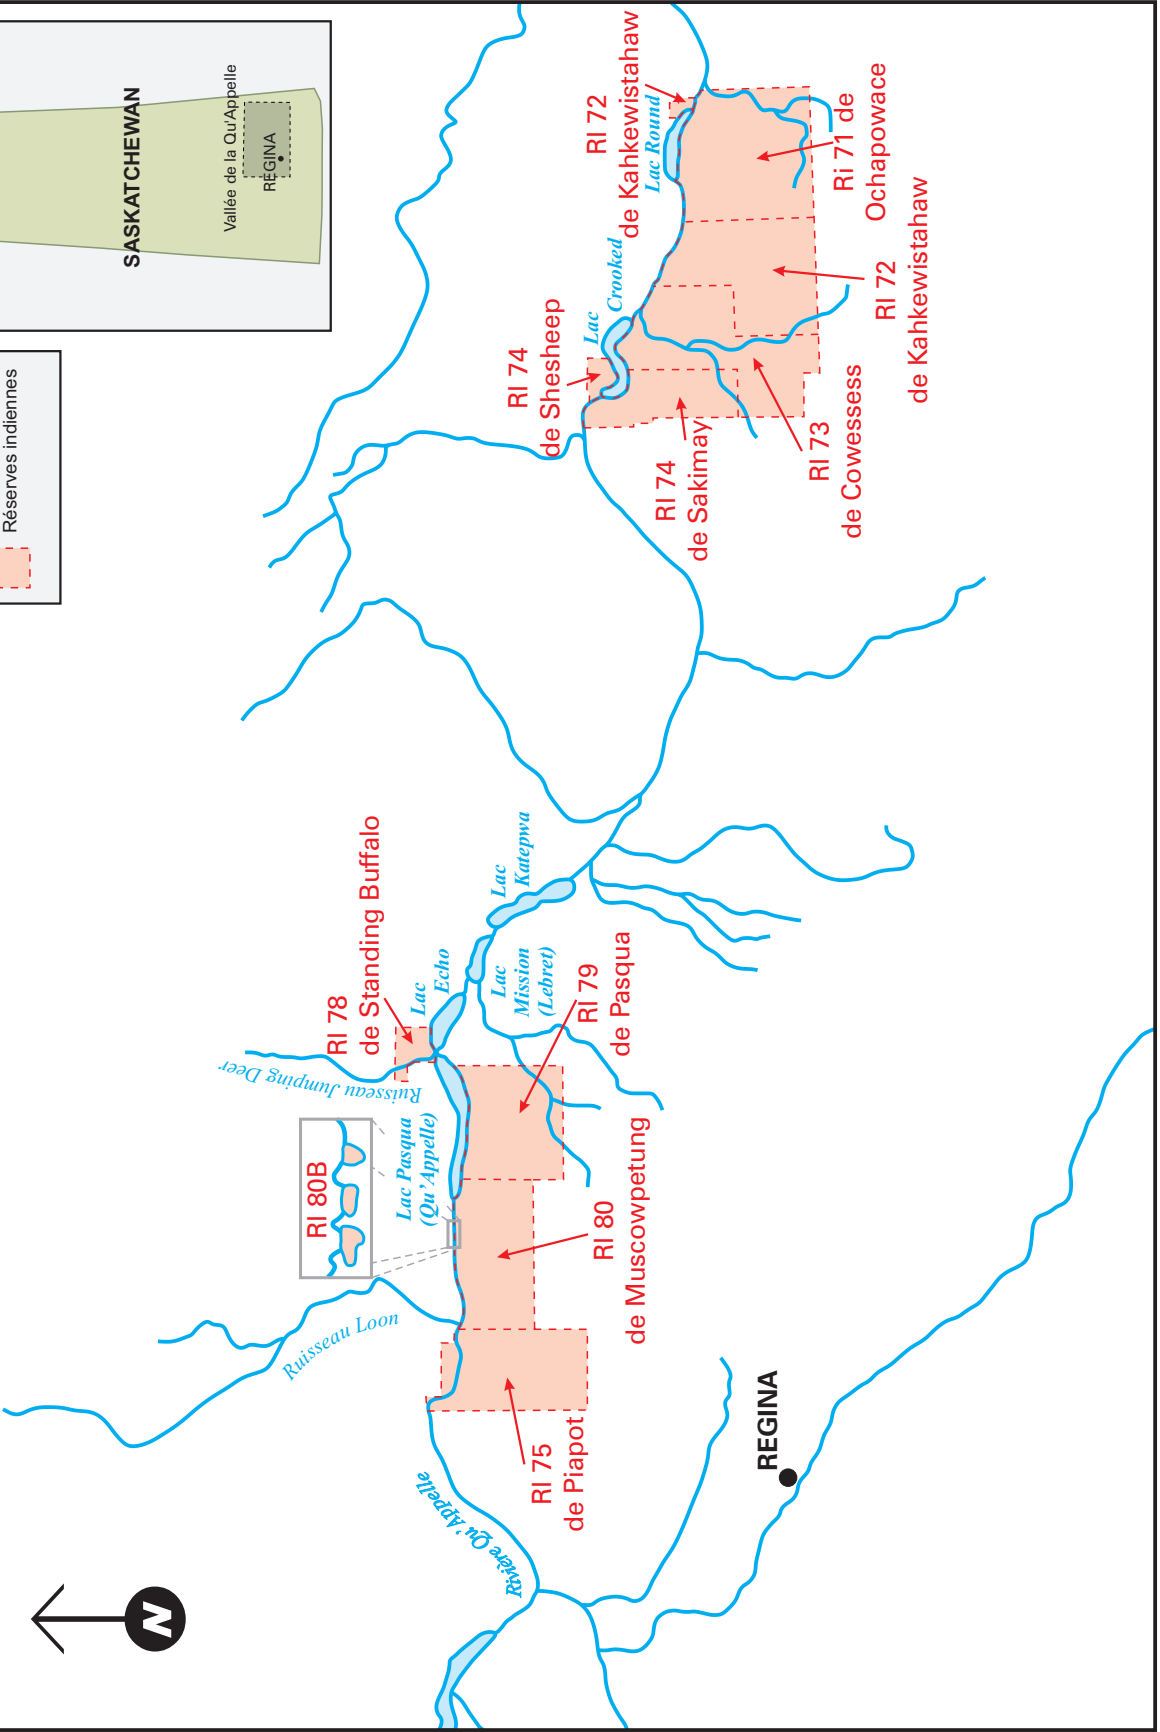 SASKATCHEWAN
Vallée de la Qu'Appelle
REGINA
Réserves indiennes
N
Rivière Qu'Appelle
Ruisseau Loon
RI 80B
Ruisseau Jumping Deer
Lac Pasqua
(Qu'Appelle)
RI 78
de Standing Buffalo
Lac
Echo
Lac
Mission
(Lebret)
Lac
Katepwa
RI 75
de Piapot
RI 80
de Muscowpetung
RI 79
de Pasqua
REGINA
RI 74
de Shesheep
Lac
Crooked
RI 72
de Kahkewistahaw
Lac Round
RI 74
de Sakimay
RI 73
de Cowessess
RI 72
de Kahkewistahaw
Ri 71 de
Ochapowace